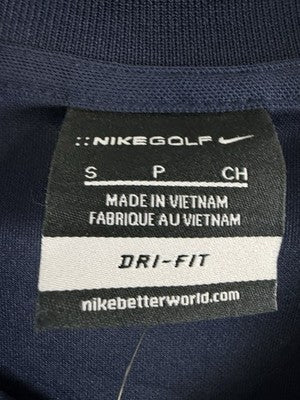 ::NIKEGOLF
S P CH
MADE IN VIETNAM
FABRIQUE AU VIETNAM
DRI-FIT
nikebetterworld.com